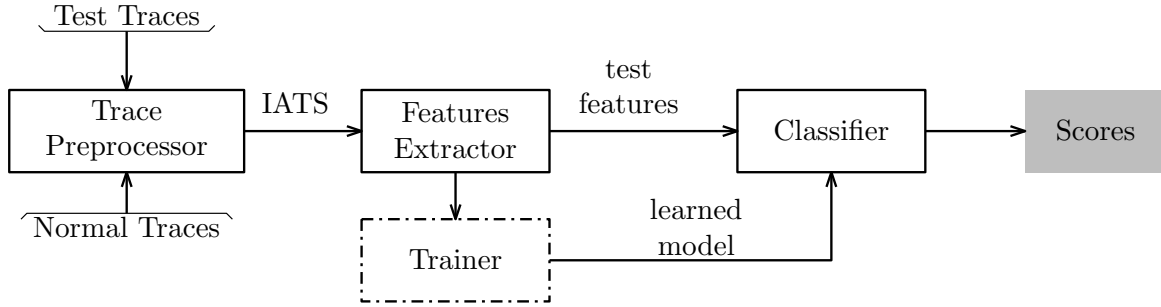 Test Traces
Trace
Preprocessor
Normal Traces
IATS
Features
Extractor
test
features
Classifier
Scores
Trainer
learned
model